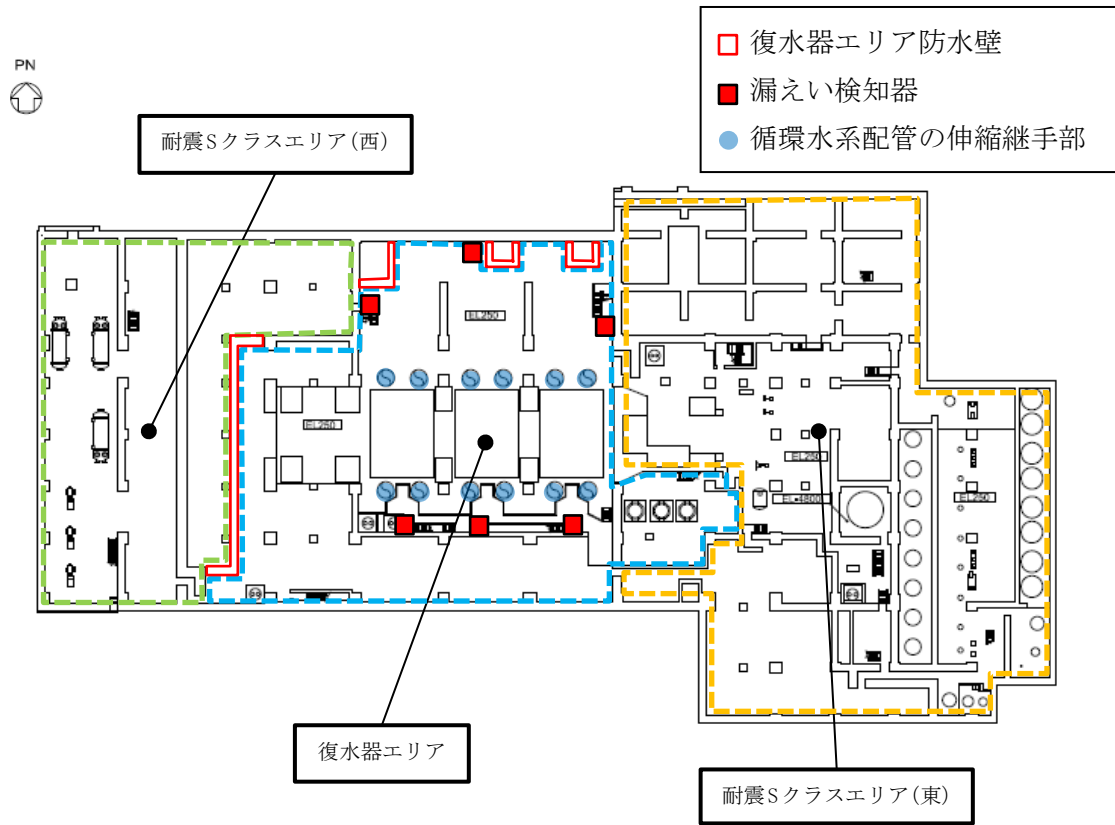 復水器エリア防水壁
漏えい検知器
循環水系配管の伸縮継手部
PN
耐震Sクラスエリア(西)
EL250
EL250
EL250
EL-4800
EL250
復水器エリア
耐震Sクラスエリア(東)